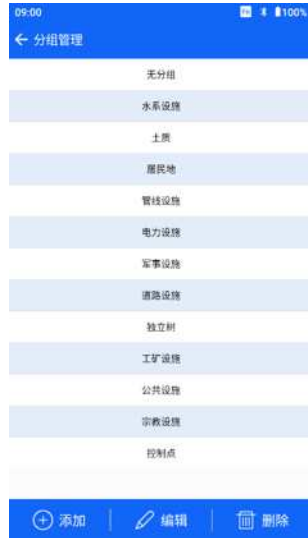 09:00
100%
分组管理
无分组
水系设施
土质
居民地
管线设施
电力设施
军事设施
道路设施
独立树
工矿设施
公共设施
宗教设施
控制点
添加
编辑
删除